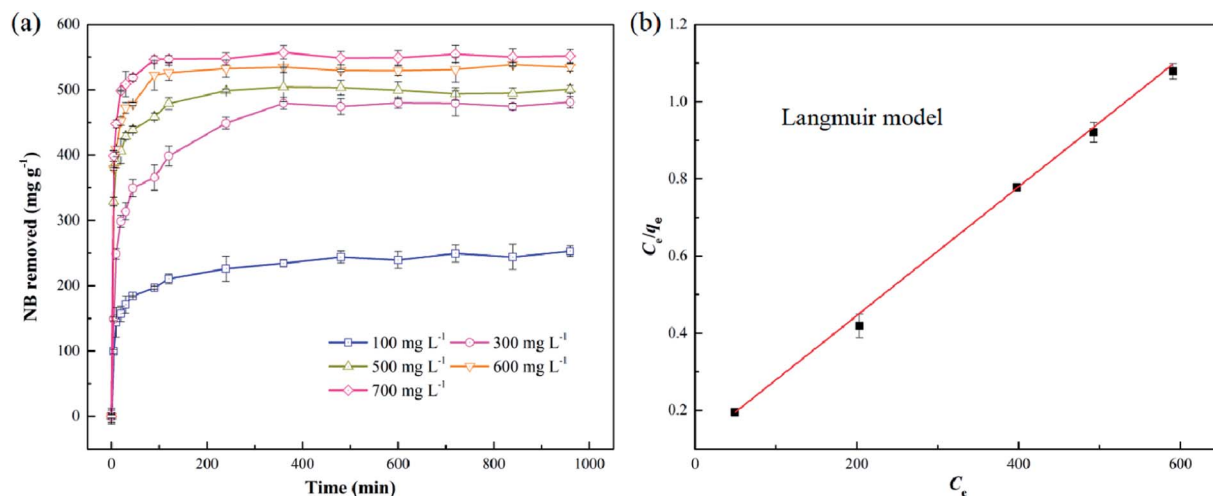 (a)
600
500
400
300
200
100
0
NB removed (mg g⁻¹)
100 mg L⁻¹ 300 mg L⁻¹
500 mg L⁻¹ 600 mg L⁻¹
700 mg L⁻¹
0 200 400 600 800 1000
Time (min)
(b)
1.2
1.0
0.8
0.6
0.4
0.2
Cₑ/qₑ
Langmuir model
0 200 400 600
Cₑ